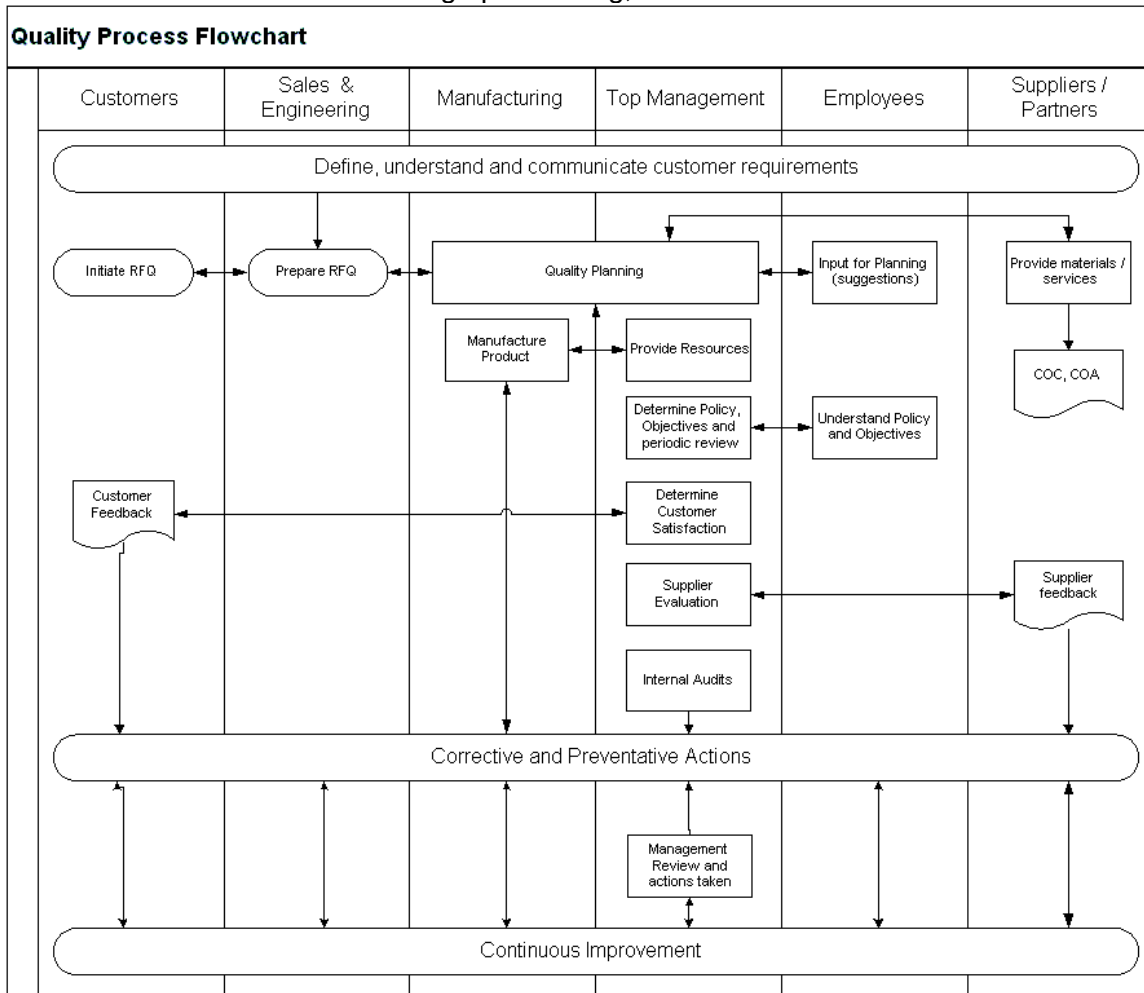 Quality Process Flowchart
Customers
Sales &
Engineering
Manufacturing
Top Management
Employees
Suppliers /
Partners
Define, understand and communicate customer requirements
Initiate RFQ
Prepare RFQ
Quality Planning
Input for Planning
(suggestions)
Provide materials /
services
Manufacture
Product
Provide Resources
COC, COA
Determine Policy,
Objectives and
periodic review
Understand Policy
and Objectives
Customer
Feedback
Determine
Customer
Satisfaction
Supplier
Evaluation
Supplier
feedback
Internal Audits
Corrective and Preventative Actions
Management
Review and
actions taken
Continuous Improvement